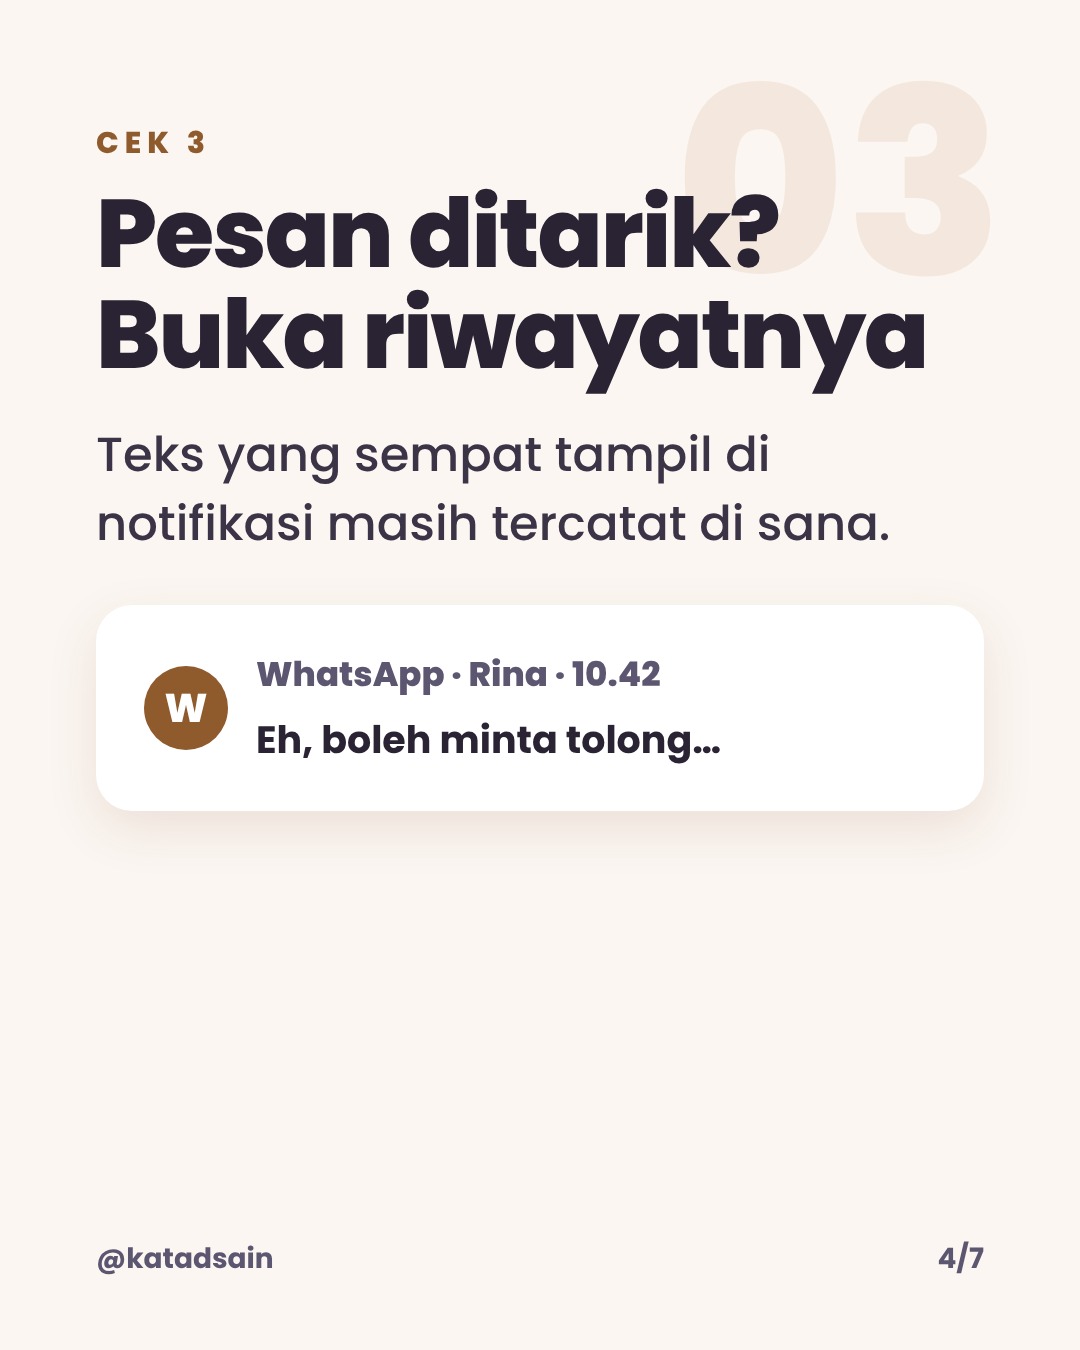 03
CEK 3
Pesan ditarik?
Buka riwayatnya
Teks yang sempat tampil di
notifikasi masih tercatat di sana.
W
WhatsApp · Rina · 10.42
Eh, boleh minta tolong...
@katadsain
4/7